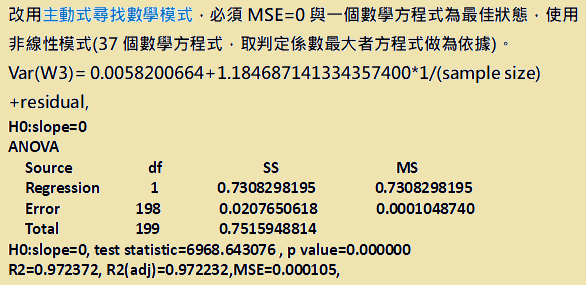 改用主動式尋找數學模式，必須 MSE=0 與一個數學方程式為最佳狀態，使用
非線性模式(37 個數學方程式，取判定係數最大者方程式做為依據)。
Var(W3)= 0.0058200664+1.184687141334357400*1/(sample size)
+residual,
H0:slope=0
ANOVA
Source df SS MS
Regression 1 0.7308298195 0.7308298195
Error 198 0.0207650618 0.0001048740
Total 199 0.7515948814
H0:slope=0, test statistic=6968.643076 , p value=0.000000
R2=0.972372, R2(adj)=0.972232,MSE=0.000105,